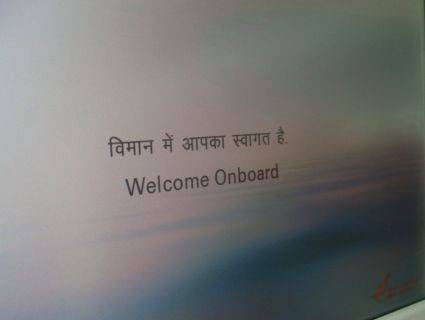 विमान में आपका स्वागत है.
Welcome Onboard